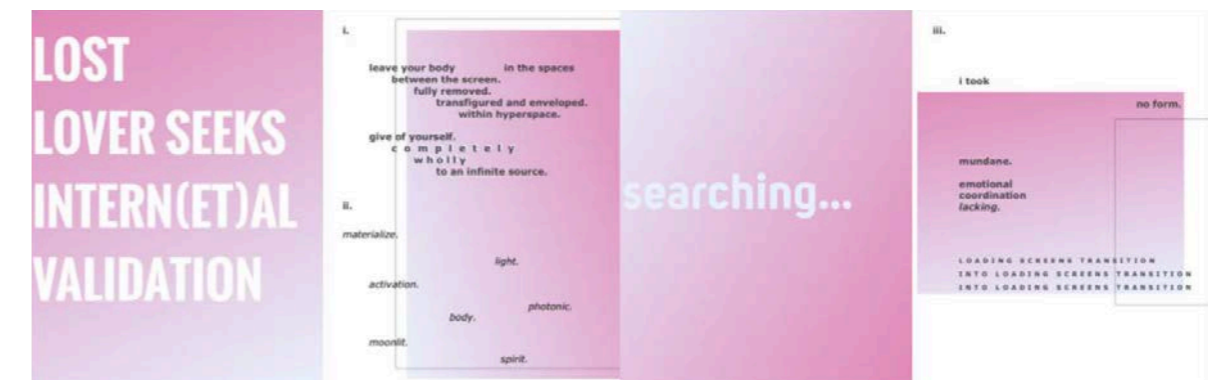 LOST
LOVER SEEKS
INTERN(ET)AL
VALIDATION
i.
leave your body in the spaces
between the screen.
fully removed.
transfigured and enveloped.
within hyperspace.
give of yourself.
c o m p l e t e l y
w h o l l y
to an infinite source.
ii.
materialize.
light.
activation.
photonic.
body.
moonlit.
spirit.
searching...
iii.
i took
no form.
mundane.
emotional
coordination
lacking.
LOADING SCREENS TRANSITION
INTO LOADING SCREENS TRANSITION
INTO LOADING SCREENS TRANSITION